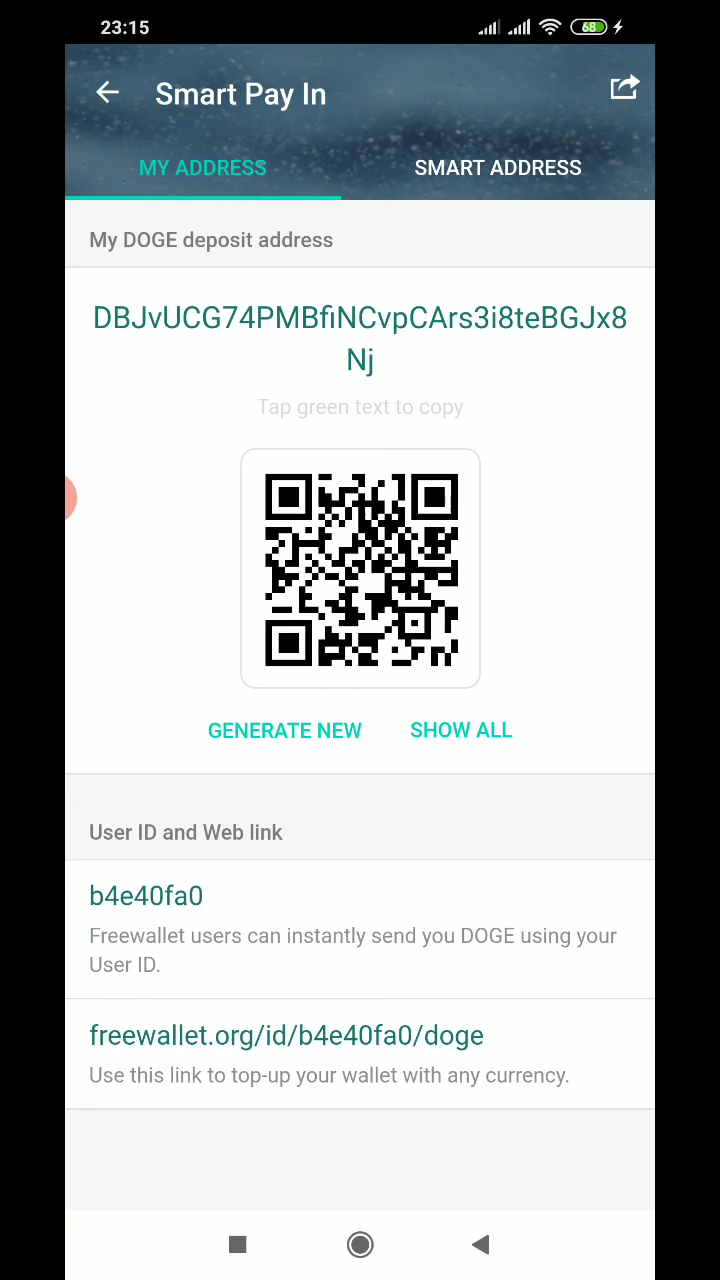 23:15
68
Smart Pay In
MY ADDRESS
SMART ADDRESS
My DOGE deposit address
DBJvUCG74PMBfiNCvpCArs3i8teBGJx8
Nj
Tap green text to copy
GENERATE NEW
SHOW ALL
User ID and Web link
b4e40fa0
Freewallet users can instantly send you DOGE using your
User ID.
freewallet.org/id/b4e40fa0/doge
Use this link to top-up your wallet with any currency.